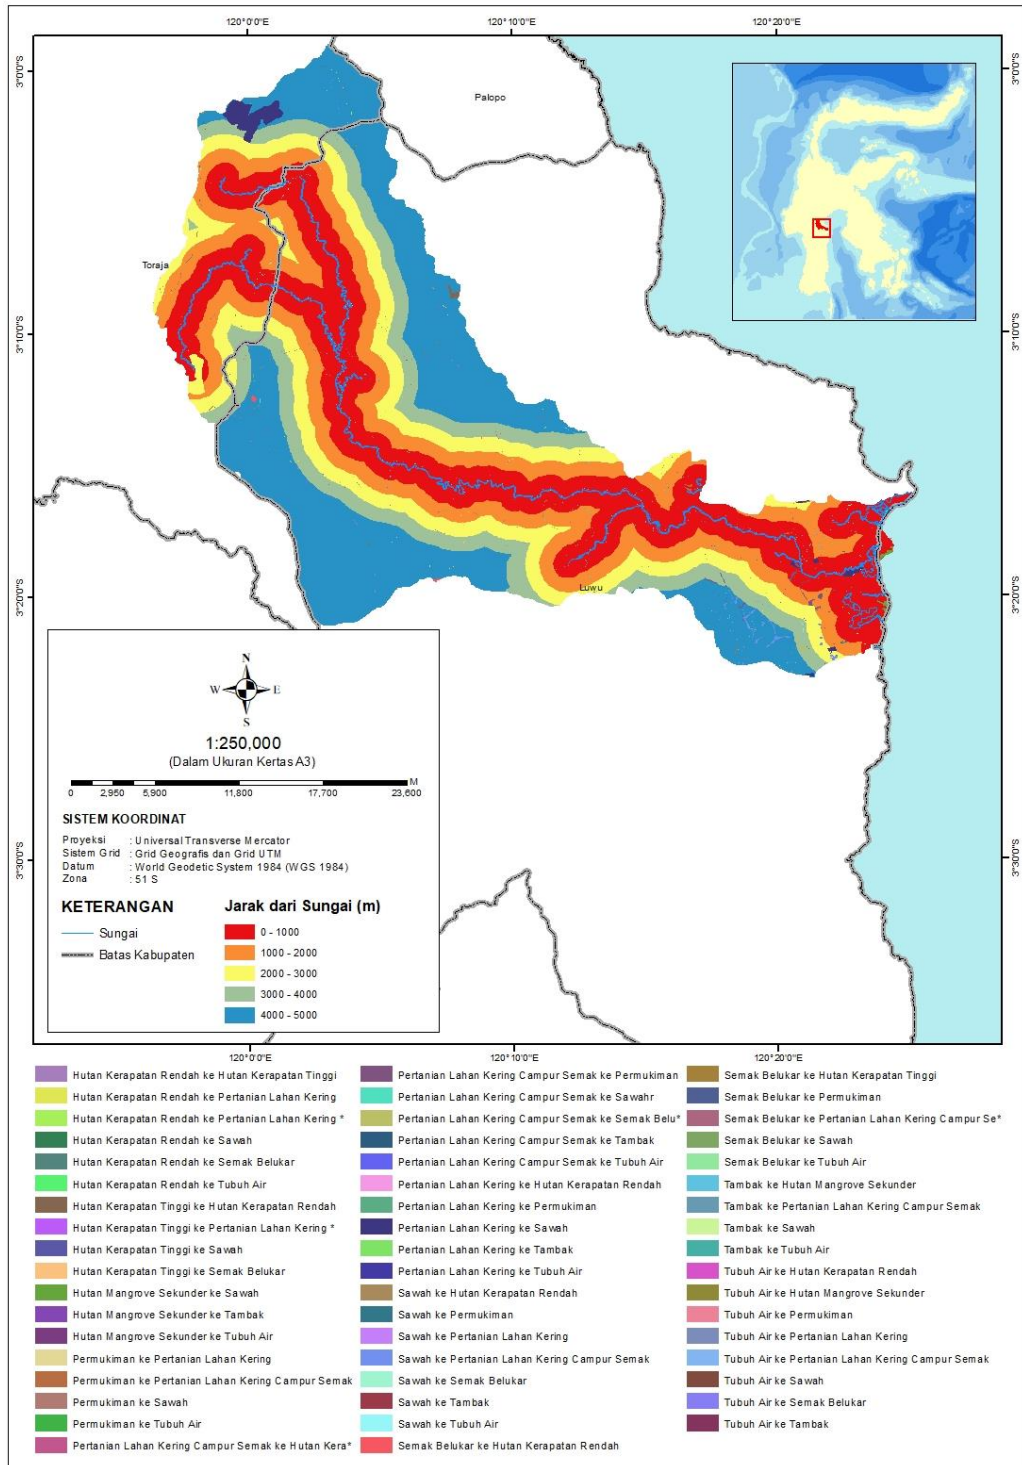 120°0'0"E 120°10'0"E 120°20'0"E
3°0'0"S 3°0'0"S
Palopo
Toraja
3°10'0"S 3°10'0"S
Luwu
3°20'0"S 3°20'0"S
N
W E
S
1:250,000
(Dalam Ukuran Kertas A3)
M
0 2,950 5,900 11,800 17,700 23,600
SISTEM KOORDINAT
Proyeksi : Universal Transverse Mercator
Sistem Grid : Grid Geografis dan Grid UTM
Datum : World Geodetic System 1984 (WGS 1984)
Zona : 51 S
3°30'0"S 3°30'0"S
KETERANGAN
Sungai
Batas Kabupaten
Jarak dari Sungai (m)
0 - 1000
1000 - 2000
2000 - 3000
3000 - 4000
4000 - 5000
120°0'0"E 120°10'0"E 120°20'0"E
Hutan Kerapatan Rendah ke Hutan Kerapatan Tinggi
Hutan Kerapatan Rendah ke Pertanian Lahan Kering
Hutan Kerapatan Rendah ke Pertanian Lahan Kering *
Hutan Kerapatan Rendah ke Sawah
Hutan Kerapatan Rendah ke Semak Belukar
Hutan Kerapatan Rendah ke Tubuh Air
Hutan Kerapatan Tinggi ke Hutan Kerapatan Rendah
Hutan Kerapatan Tinggi ke Pertanian Lahan Kering *
Hutan Kerapatan Tinggi ke Sawah
Hutan Kerapatan Tinggi ke Semak Belukar
Hutan Mangrove Sekunder ke Sawah
Hutan Mangrove Sekunder ke Tambak
Hutan Mangrove Sekunder ke Tubuh Air
Permukiman ke Pertanian Lahan Kering
Permukiman ke Pertanian Lahan Kering Campur Semak
Permukiman ke Sawah
Permukiman ke Tubuh Air
Pertanian Lahan Kering Campur Semak ke Hutan Kera*
Pertanian Lahan Kering Campur Semak ke Permukiman
Pertanian Lahan Kering Campur Semak ke Sawahr
Pertanian Lahan Kering Campur Semak ke Semak Belu*
Pertanian Lahan Kering Campur Semak ke Tambak
Pertanian Lahan Kering Campur Semak ke Tubuh Air
Pertanian Lahan Kering ke Hutan Kerapatan Rendah
Pertanian Lahan Kering ke Permukiman
Pertanian Lahan Kering ke Sawah
Pertanian Lahan Kering ke Tambak
Pertanian Lahan Kering ke Tubuh Air
Sawah ke Hutan Kerapatan Rendah
Sawah ke Permukiman
Sawah ke Pertanian Lahan Kering
Sawah ke Pertanian Lahan Kering Campur Semak
Sawah ke Semak Belukar
Sawah ke Tambak
Sawah ke Tubuh Air
Semak Belukar ke Hutan Kerapatan Rendah
Semak Belukar ke Hutan Kerapatan Tinggi
Semak Belukar ke Permukiman
Semak Belukar ke Pertanian Lahan Kering Campur Se*
Semak Belukar ke Sawah
Semak Belukar ke Tubuh Air
Tambak ke Hutan Mangrove Sekunder
Tambak ke Pertanian Lahan Kering Campur Semak
Tambak ke Sawah
Tambak ke Tubuh Air
Tubuh Air ke Hutan Kerapatan Rendah
Tubuh Air ke Hutan Mangrove Sekunder
Tubuh Air ke Permukiman
Tubuh Air ke Pertanian Lahan Kering
Tubuh Air ke Pertanian Lahan Kering Campur Semak
Tubuh Air ke Sawah
Tubuh Air ke Semak Belukar
Tubuh Air ke Tambak